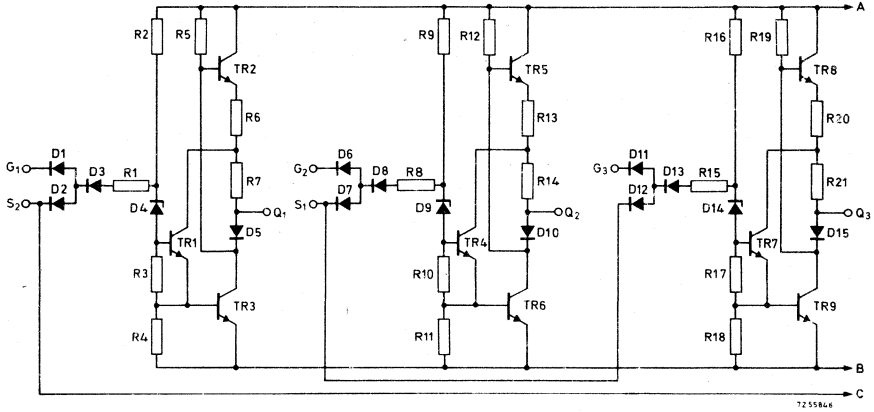 A
R2 R5 R9 R12 R16 R19
TR2 TR5 TR8
R6 R13 R20
D1 D6 D11
G1 D3 R1 G2 D8 R8 G3 D13 R15
D2 R7 D7 R14 D12 R21
S2 S1
D4 Q1 D9 Q2 D14 Q3
TR1 D5 TR4 D10 TR7 D15
R3 R10 R17
TR3 TR6 TR9
R4 R11 R18
B
C
7255846